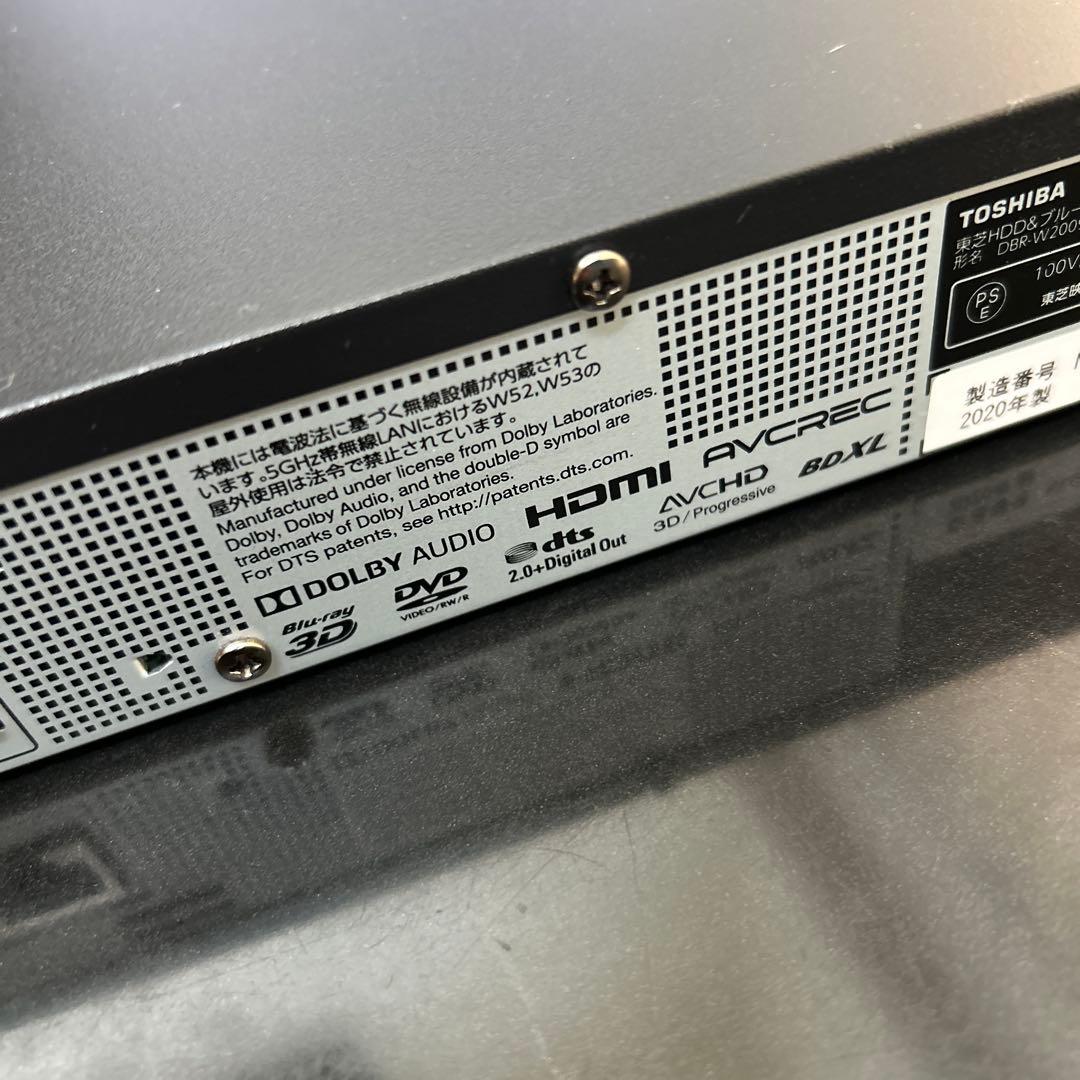 本機には電波法に基づく無線設備が内蔵されて
います。5GHz帯無線LANにおけるW52,W53の
屋外使用は法令で禁止されています。
Manufactured under license from Dolby Laboratories.
Dolby, Dolby Audio, and the double-D symbol are
trademarks of Dolby Laboratories.
For DTS patents, see http://patents.dts.com.
DOLBY AUDIO
HDMI
AVCREC
Blu-ray
3D
DVD
VIDEO/RW/R
dts
2.0+Digital Out
AVCHD
3D/Progressive
BDXL
TOSHIBA
東芝HDD&ブルー
形名 DBR-W200
PS
E
100V
東芝映
製造番号
2020年製